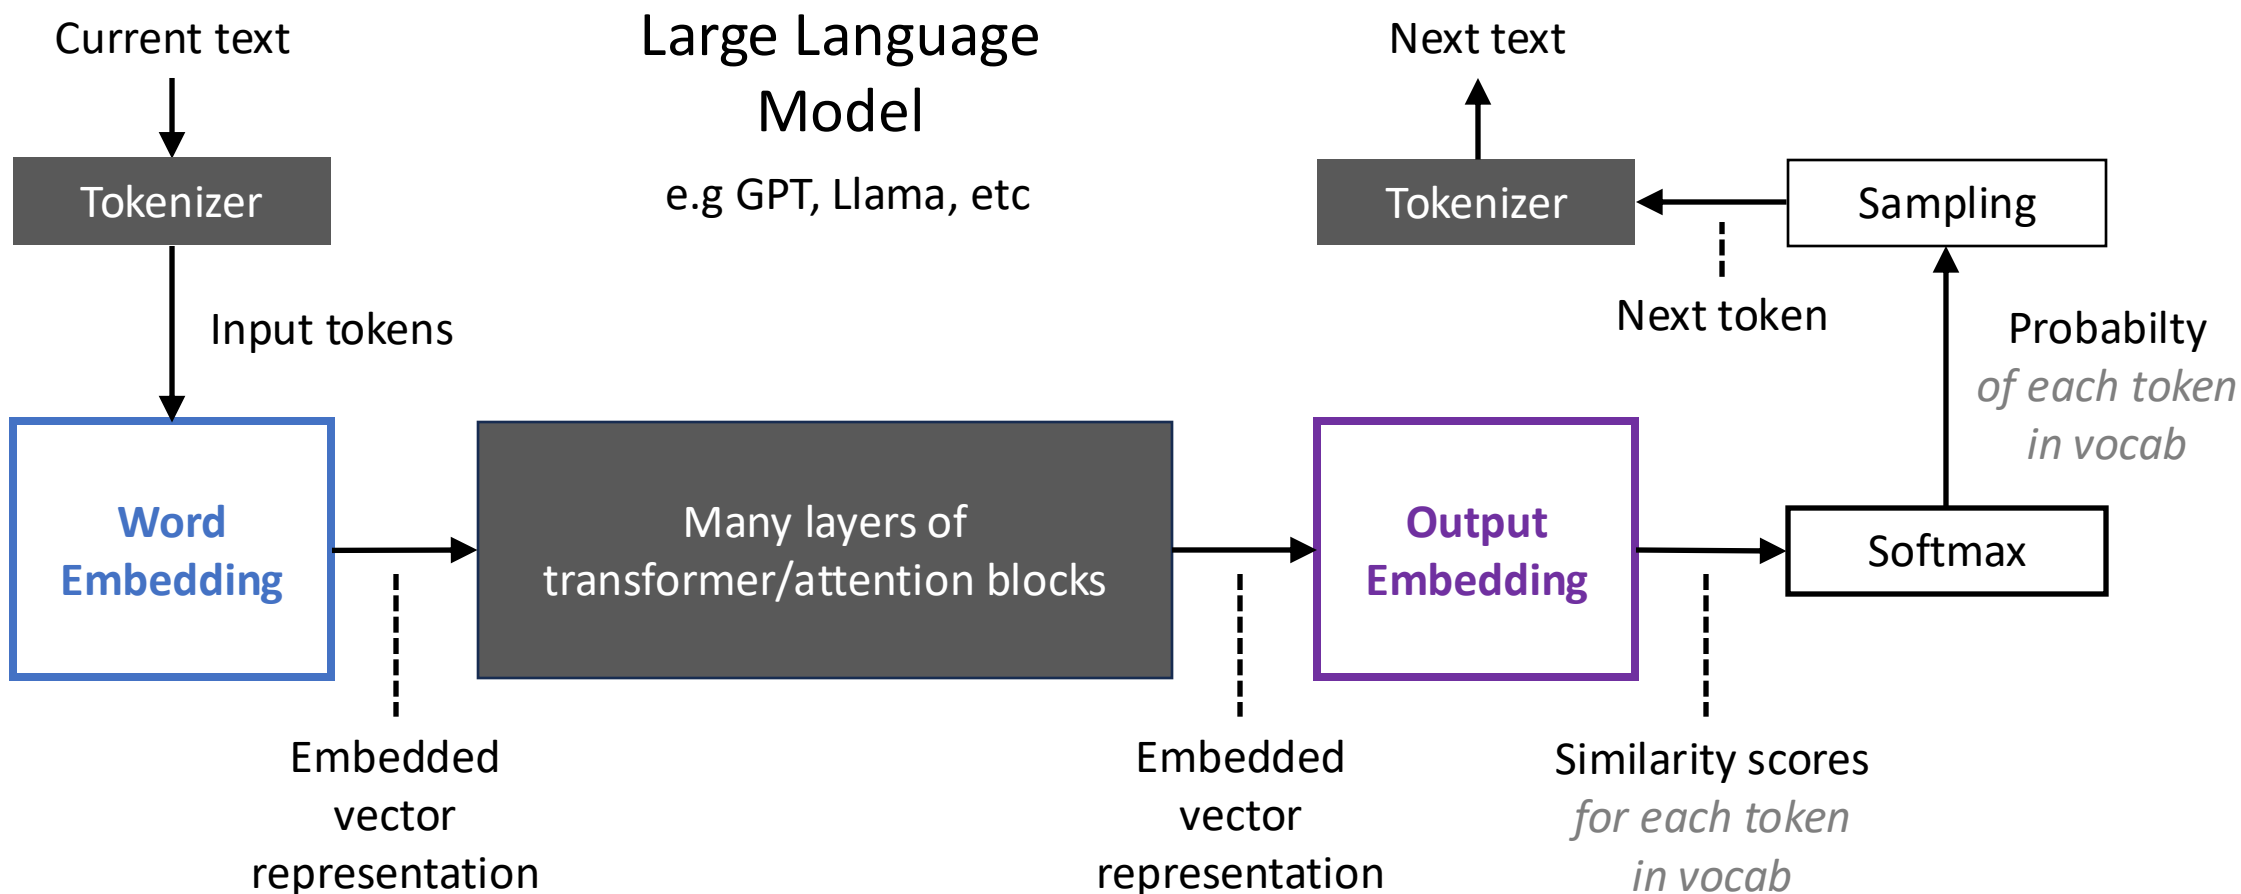 Current text
Large Language
Model
e.g GPT, Llama, etc
Next text
Tokenizer
Tokenizer
Sampling
Input tokens
Next token
Probabilty
of each token
in vocab
Word
Embedding
Many layers of
transformer/attention blocks
Output
Embedding
Softmax
Embedded
vector
representation
Embedded
vector
representation
Similarity scores
for each token
in vocab